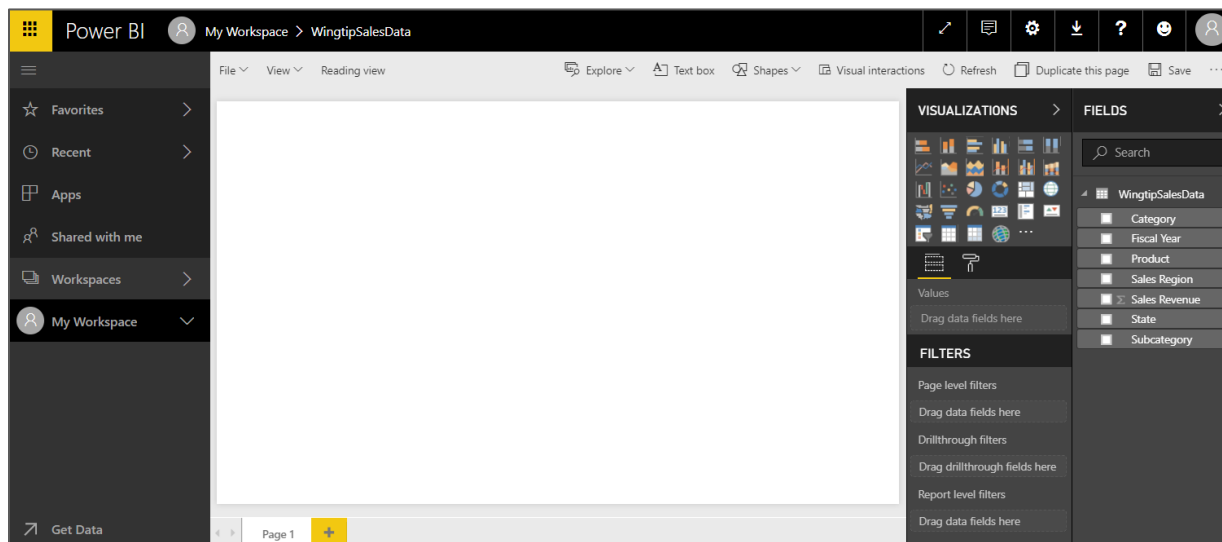 Power BI My Workspace > WingtipSalesData ?
File View Reading view Explore Text box Shapes Visual interactions Refresh Duplicate this page Save ...
Favorites
Recent
Apps
Shared with me
Workspaces
My Workspace
Get Data
Page 1 +
VISUALIZATIONS
123
...
Values
Drag data fields here
FILTERS
Page level filters
Drag data fields here
Drillthrough filters
Drag drillthrough fields here
Report level filters
Drag data fields here
FIELDS
Search
WingtipSalesData
Category
Fiscal Year
Product
Sales Region
Σ Sales Revenue
State
Subcategory